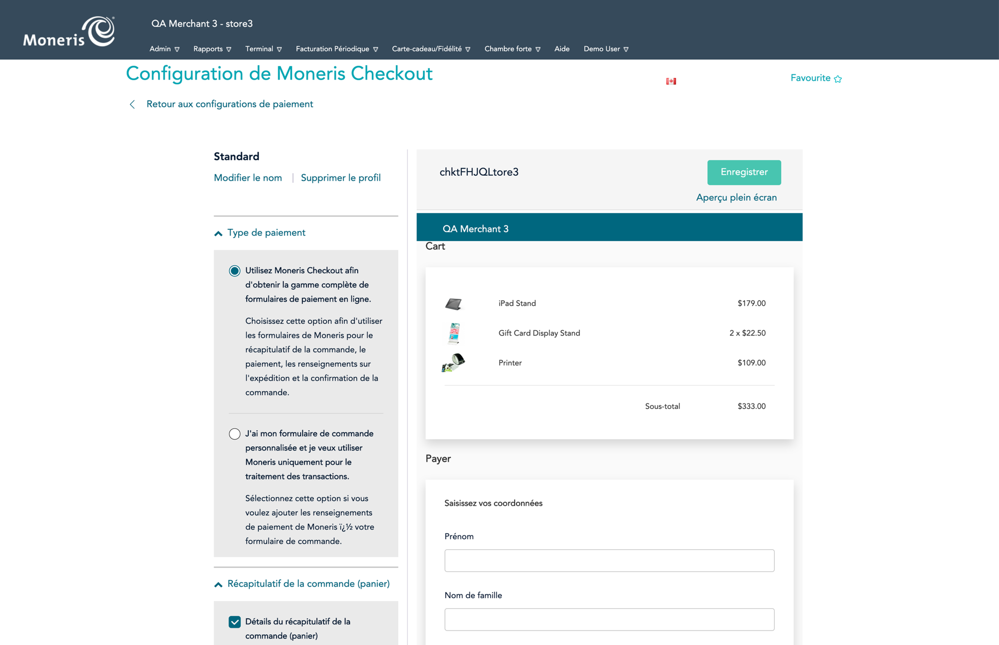 Moneris
QA Merchant 3 - store3
Admin Rapports Terminal Facturation Périodique Carte-cadeau/Fidélité Chambre forte Aide Demo User
Configuration de Moneris Checkout
Favourite
Retour aux configurations de paiement
Standard
Modifier le nom | Supprimer le profil
Type de paiement
Utilisez Moneris Checkout afin
d'obtenir la gamme complète de
formulaires de paiement en ligne.
Choisissez cette option afin d'utiliser
les formulaires de Moneris pour le
récapitulatif de la commande, le
paiement, les renseignements sur
l'expédition et la confirmation de la
commande.
J'ai mon formulaire de commande
personnalisée et je veux utiliser
Moneris uniquement pour le
traitement des transactions.
Sélectionnez cette option si vous
voulez ajouter les renseignements
de paiement de Moneris ï¿½ votre
formulaire de commande.
Récapitulatif de la commande (panier)
Détails du récapitulatif de la
commande (panier)
chktFHJQLtore3
Enregistrer
Aperçu plein écran
QA Merchant 3
Cart
iPad Stand $179.00
Gift Card Display Stand 2 x $22.50
Printer $109.00
Sous-total $333.00
Payer
Saisissez vos coordonnées
Prénom
Nom de famille